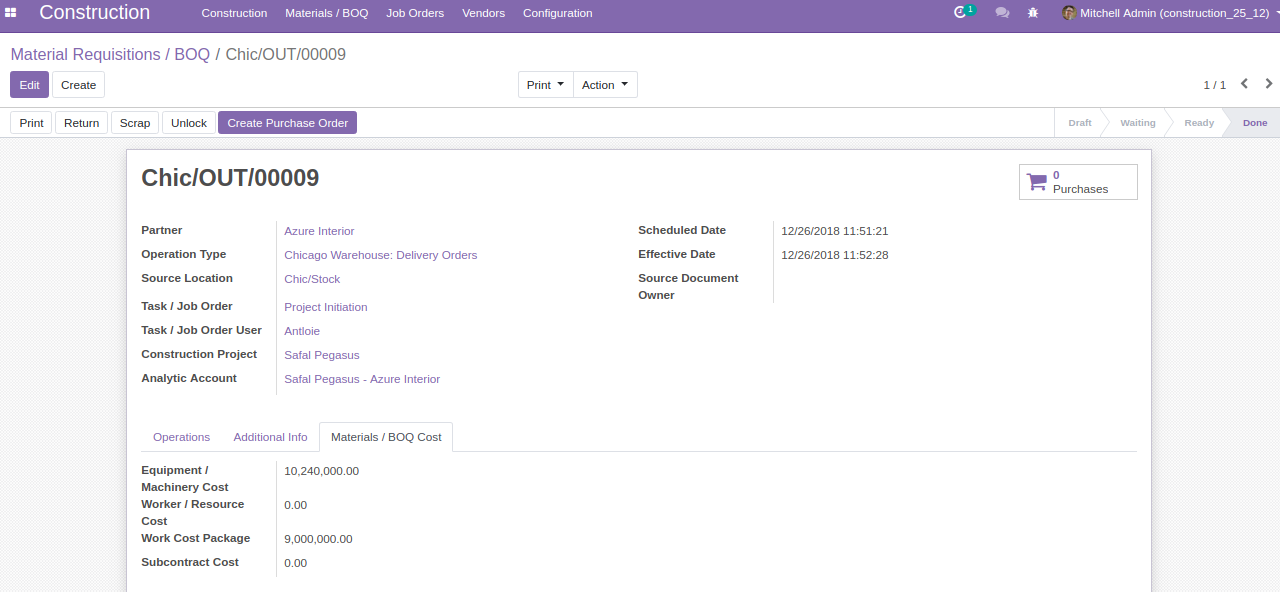 Construction Construction Materials / BOQ Job Orders Vendors Configuration 1 Mitchell Admin (construction_25_12)
Material Requisitions / BOQ / Chic/OUT/00009
Edit Create Print Action 1 / 1
Print Return Scrap Unlock Create Purchase Order Draft Waiting Ready Done
Chic/OUT/00009
0
Purchases
Partner Azure Interior
Operation Type Chicago Warehouse: Delivery Orders
Source Location Chic/Stock
Task / Job Order Project Initiation
Task / Job Order User Antloie
Construction Project Safal Pegasus
Analytic Account Safal Pegasus - Azure Interior
Scheduled Date 12/26/2018 11:51:21
Effective Date 12/26/2018 11:52:28
Source Document
Owner
Operations Additional Info Materials / BOQ Cost
Equipment / 10,240,000.00
Machinery Cost
Worker / Resource 0.00
Cost
Work Cost Package 9,000,000.00
Subcontract Cost 0.00